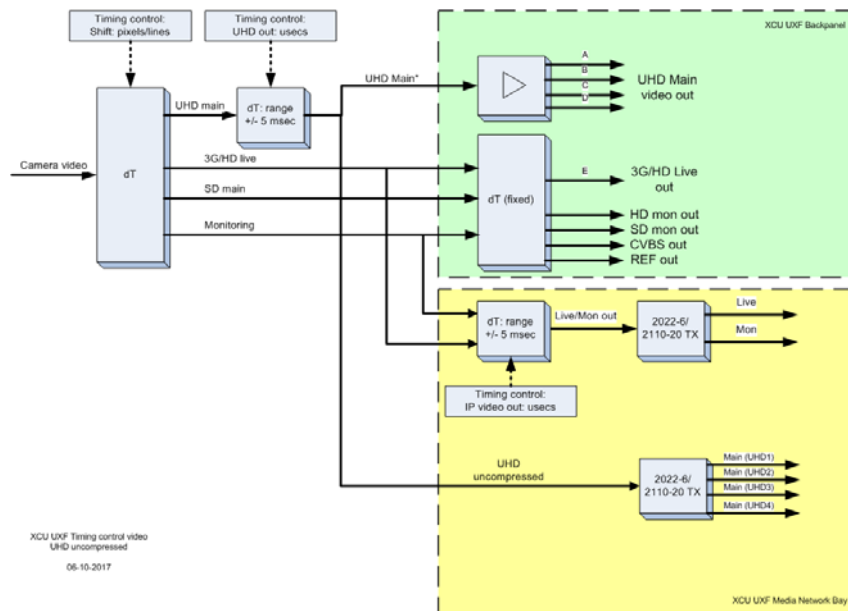 Timing control:
Shift: pixels/lines
Timing control:
UHD out: usecs
XCU UXF Backpanel
UHD main
dT: range
+/- 5 msec
UHD Main*
A
B
C
D
UHD Main
video out
Camera video
dT
3G/HD live
SD main
Monitoring
dT (fixed)
E
3G/HD Live
out
HD mon out
SD mon out
CVBS out
REF out
dT: range
+/- 5 msec
Live/Mon out
2022-6/
2110-20 TX
Live
Mon
Timing control:
IP video out: usecs
UHD
uncompressed
2022-6/
2110-20 TX
Main (UHD1)
Main (UHD2)
Main (UHD3)
Main (UHD4)
XCU UXF Timing control video
UHD uncompressed
06-10-2017
XCU UXF Media Network Bay